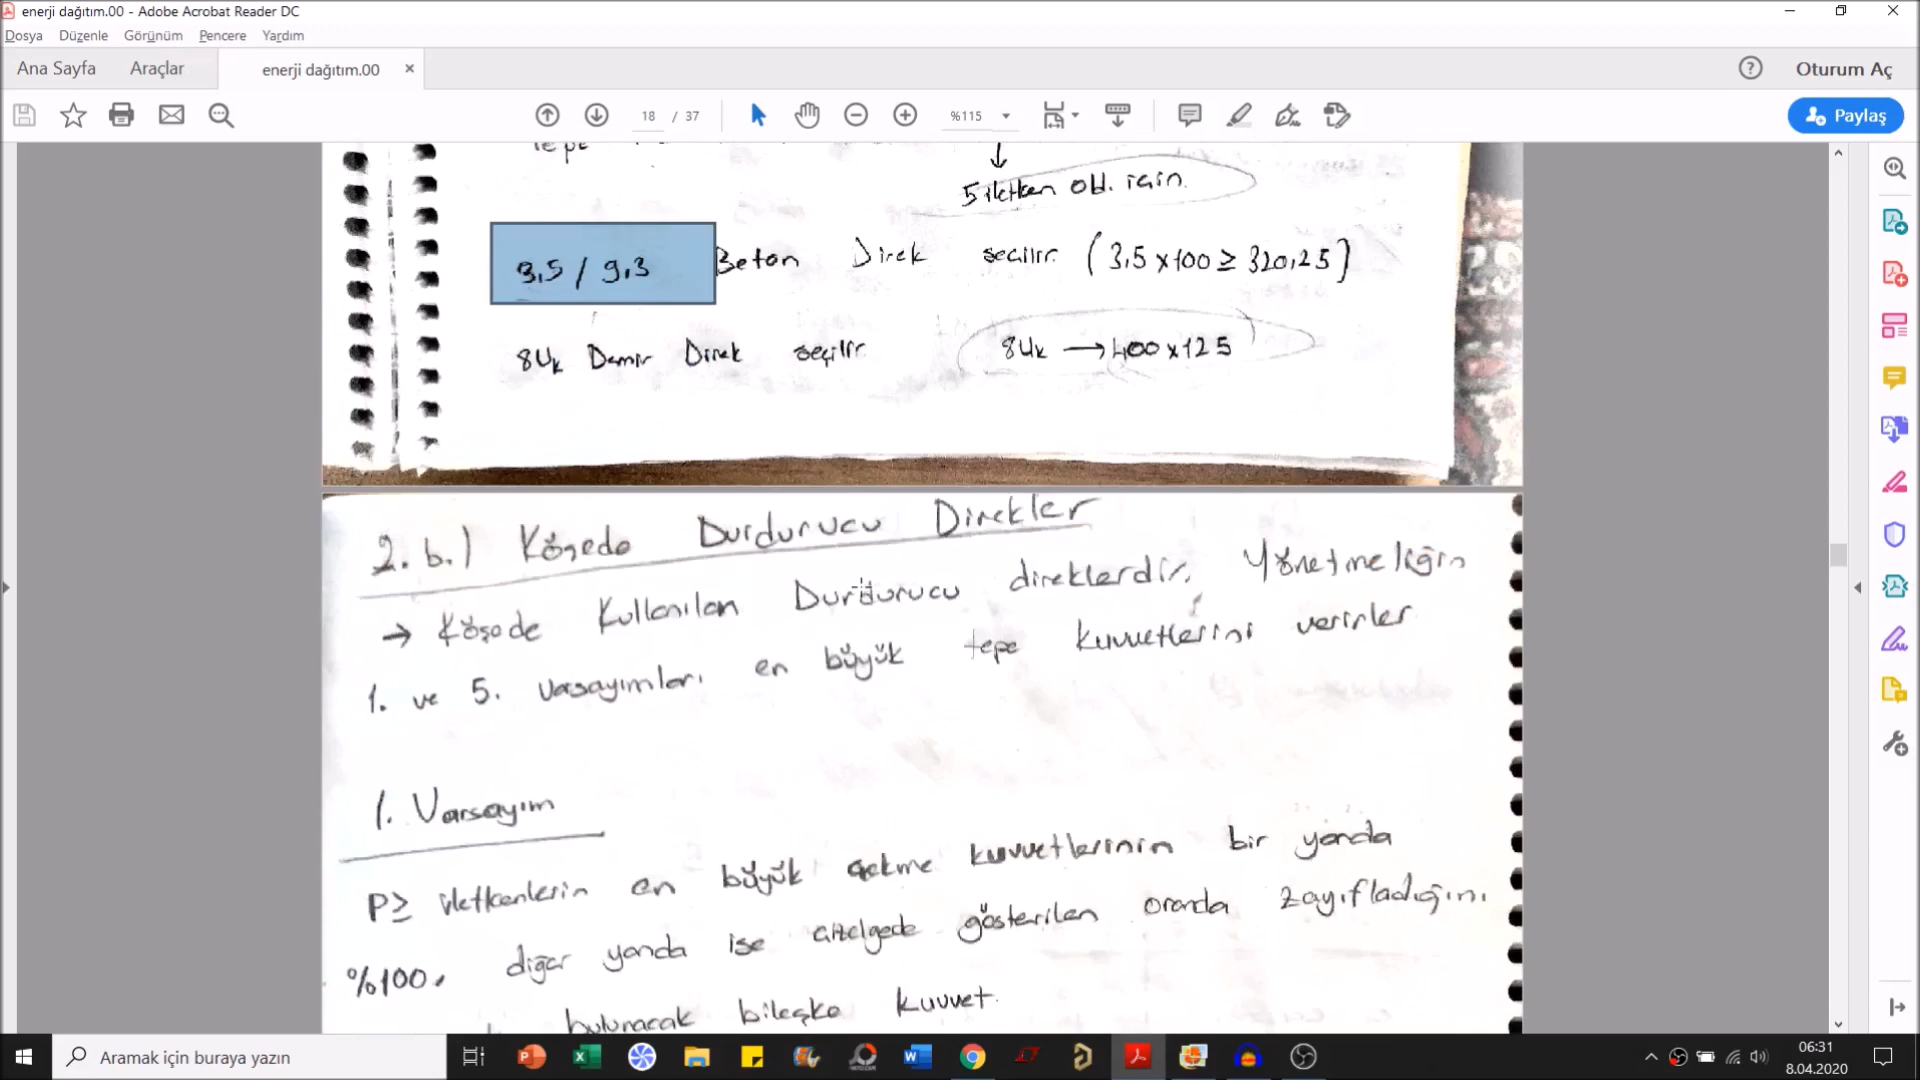 enerji dağıtım.00 - Adobe Acrobat Reader DC
Dosya Düzenle Görünüm Pencere Yardım
Ana Sayfa Araçlar enerji dağıtım.00 × Oturum Aç
18 / 37 %115 Paylaş
Tepe
5 iletken old. için.
3,5 / 9,3 Beton Direk seçilir (3,5 x 100 ≥ 320,25)
8Uk Demir Direk seçilir 8Uk → 400 x 125
2.b.) Köşede Durdurucu Direkler
→ Köşede Kullanılan Durdurucu direklerdir. Yönetmeliğin
1. ve 5. varsayımları en büyük tepe kuvvetlerini verirler
1. Varsayım
P≥ iletkenlerin en büyük çekme kuvvetlerinin bir yanda
%100, diğer yanda ise çizelgede gösterilen oranda zayıfladığını
bulunacak bileşke kuvvet.
Aramak için buraya yazın
06:31
8.04.2020